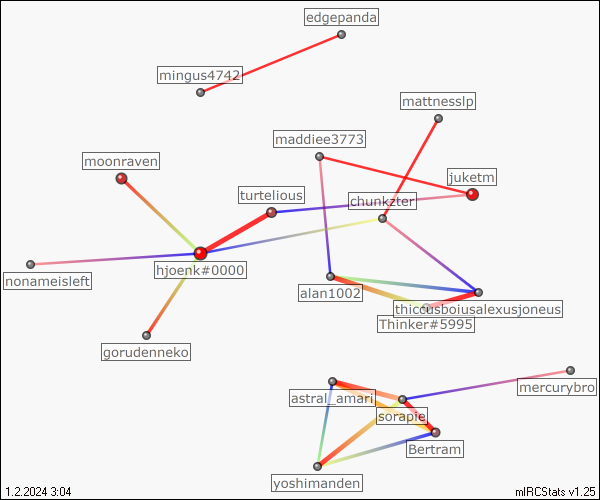 edgepanda
mingus4742
mattnesslp
maddiee3773
moonraven
juketm
turtelious
chunkzter
hjoenk#0000
nonameisleft
alan1002
thiccusboiusalexusjoneus
Thinker#5995
gorudenneko
mercurybro
astral_amari
sorapie
Bertram
yoshimanden
1.2.2024 3:04
mIRCStats v1.25